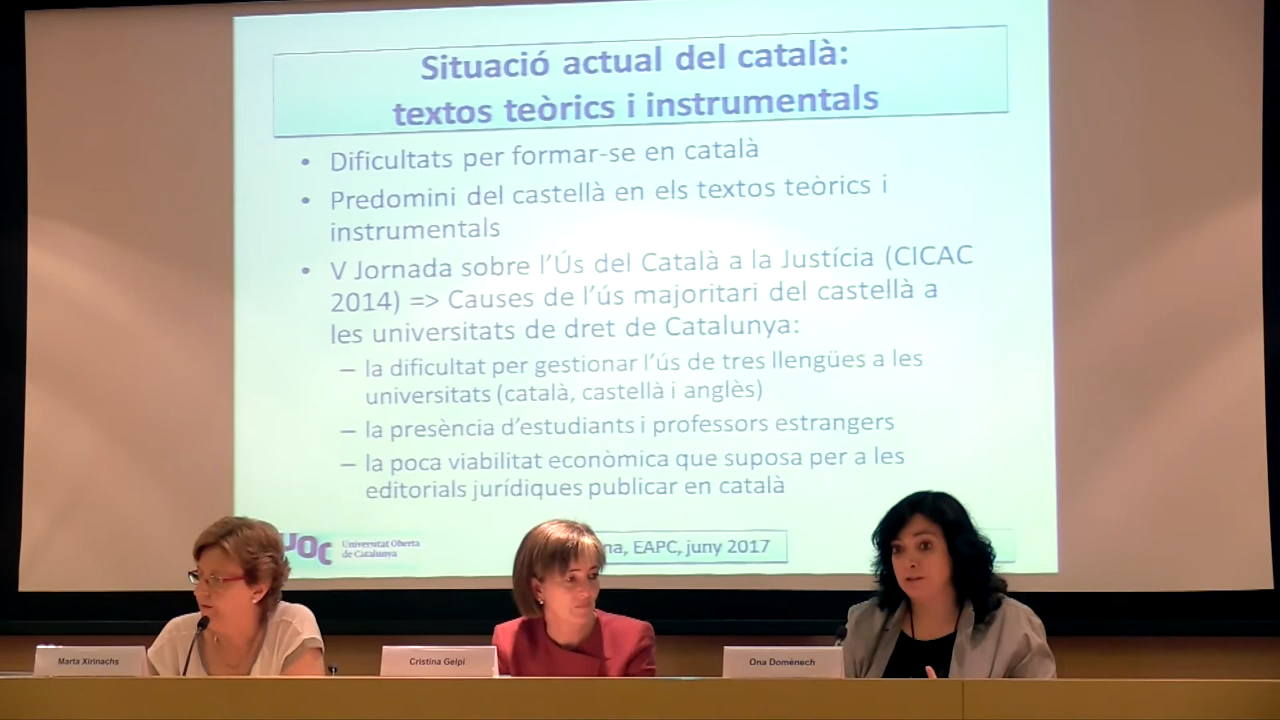 Situació actual del català:
textos teòrics i instrumentals
• Dificultats per formar-se en català
• Predomini del castellà en els textos teòrics i
instrumentals
• V Jornada sobre l'Ús del Català a la Justícia (CICAC
2014) => Causes de l'ús majoritari del castellà a
les universitats de dret de Catalunya:
– la dificultat per gestionar l'ús de tres llengües a les
universitats (català, castellà i anglès)
– la presència d'estudiants i professors estrangers
– la poca viabilitat econòmica que suposa per a les
editorials jurídiques publicar en català
UOC
Universitat Oberta
de Catalunya
na, EAPC, juny 2017
Marta Xirinachs
Cristina Gelpí
Ona Domènech